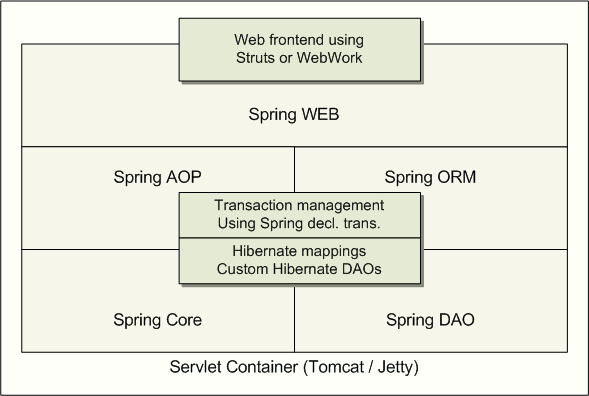 Web frontend using
Struts or WebWork
Spring WEB
Spring AOP
Spring ORM
Transaction management
Using Spring decl. trans.
Hibernate mappings
Custom Hibernate DAOs
Spring Core
Spring DAO
Servlet Container (Tomcat / Jetty)